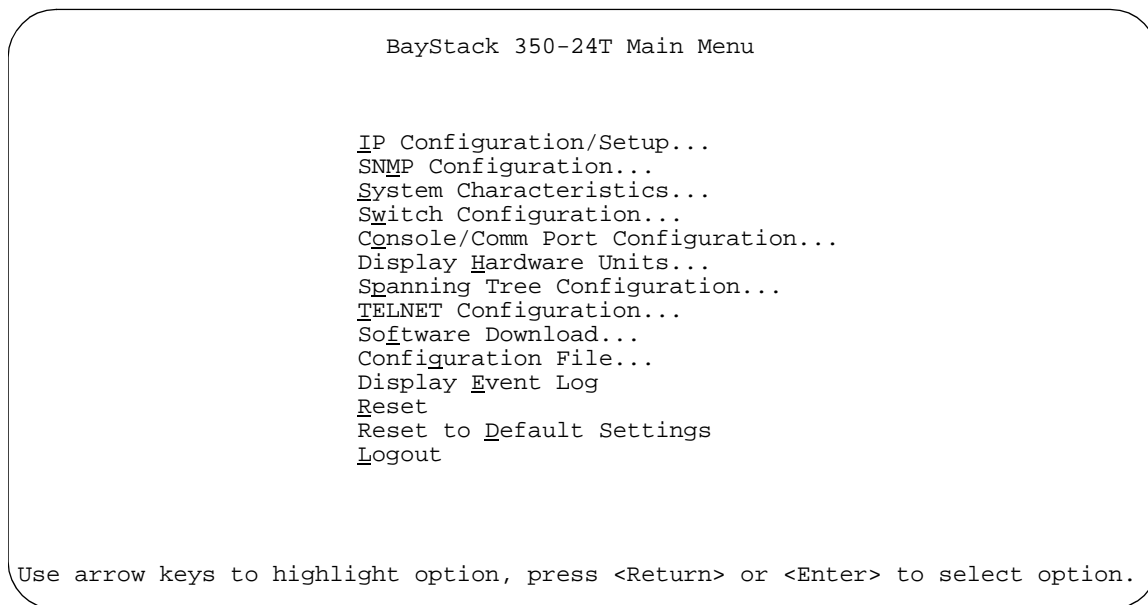 BayStack 350-24T Main Menu
IP Configuration/Setup...
SNMP Configuration...
System Characteristics...
Switch Configuration...
Console/Comm Port Configuration...
Display Hardware Units...
Spanning Tree Configuration...
TELNET Configuration...
Software Download...
Configuration File...
Display Event Log
Reset
Reset to Default Settings
Logout
Use arrow keys to highlight option, press <Return> or <Enter> to select option.